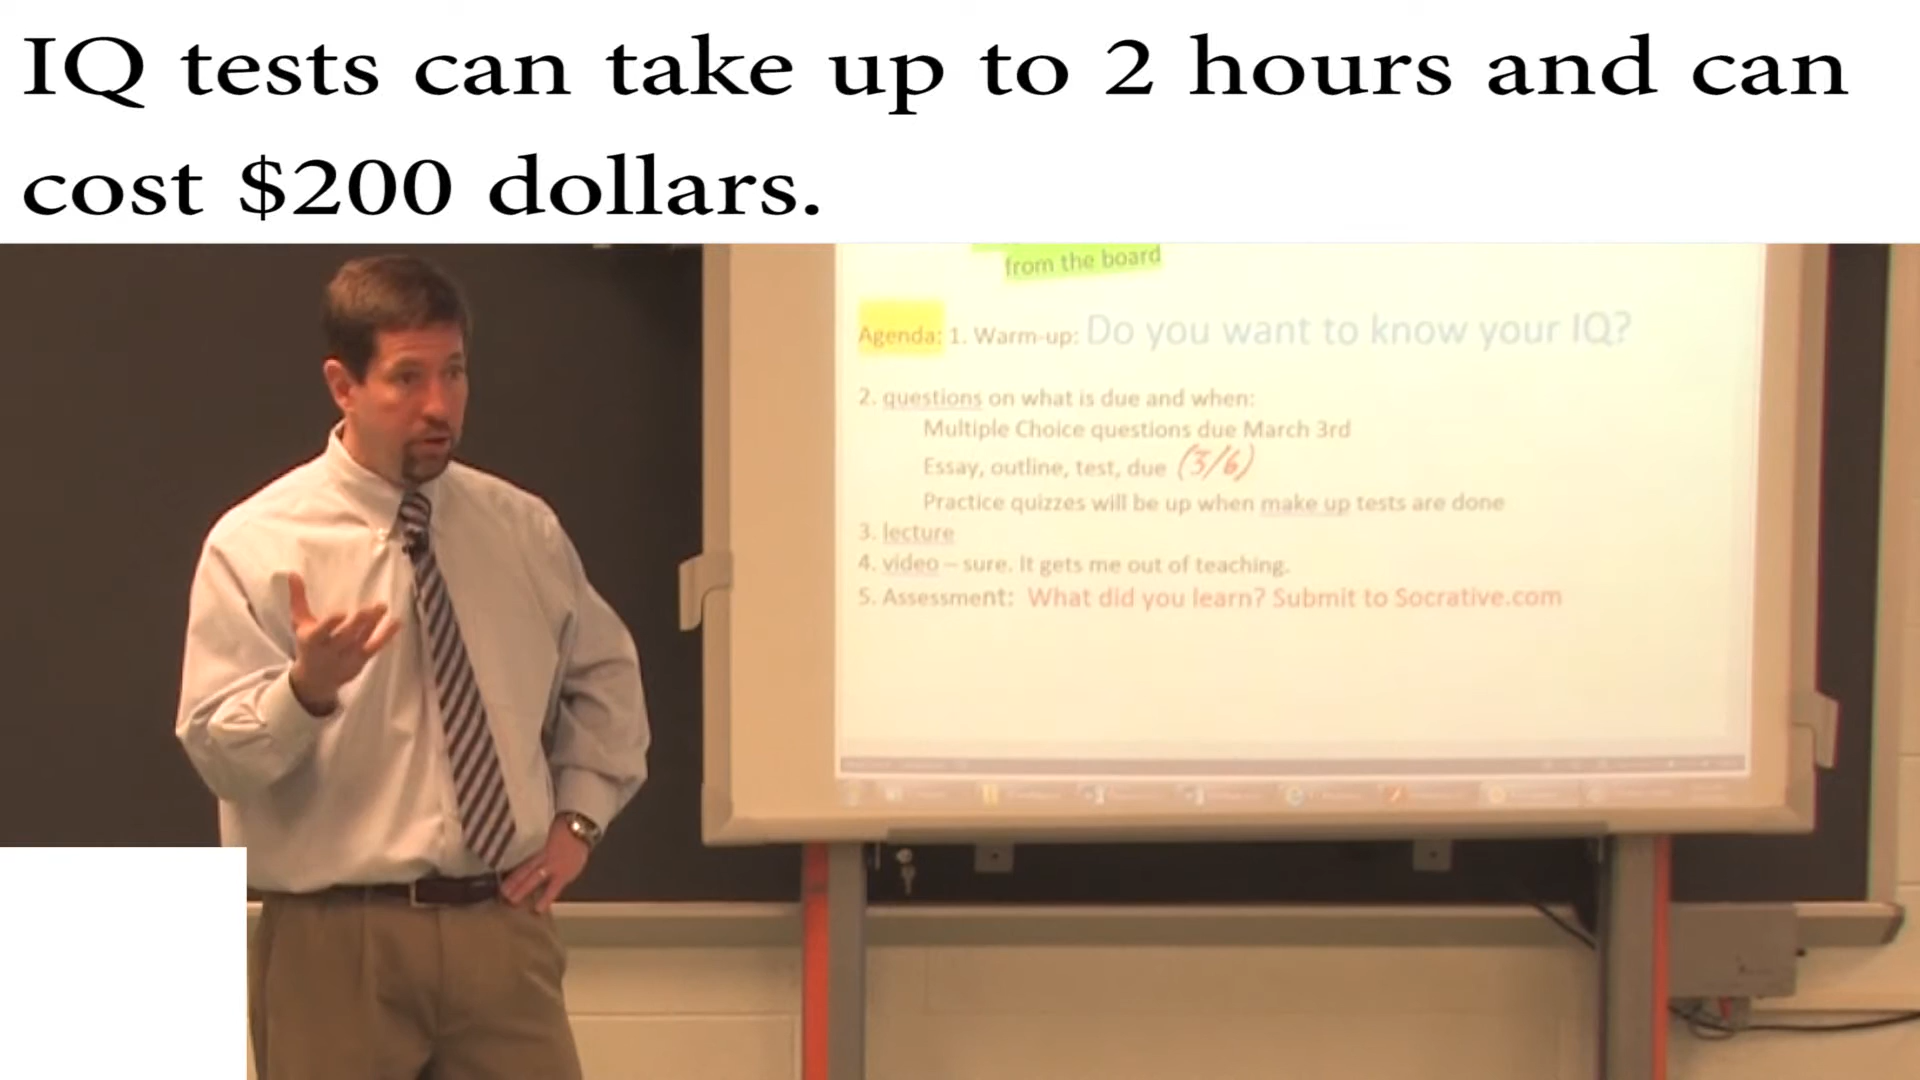 IQ tests can take up to 2 hours and can
cost $200 dollars.
from the board
Agenda: 1. Warm-up: Do you want to know your IQ?
2. questions on what is due and when:
Multiple Choice questions due March 3rd
Essay, outline, test, due (3/6)
Practice quizzes will be up when make up tests are done
3. lecture
4. video – sure. It gets me out of teaching.
5. Assessment: What did you learn? Submit to Socrative.com